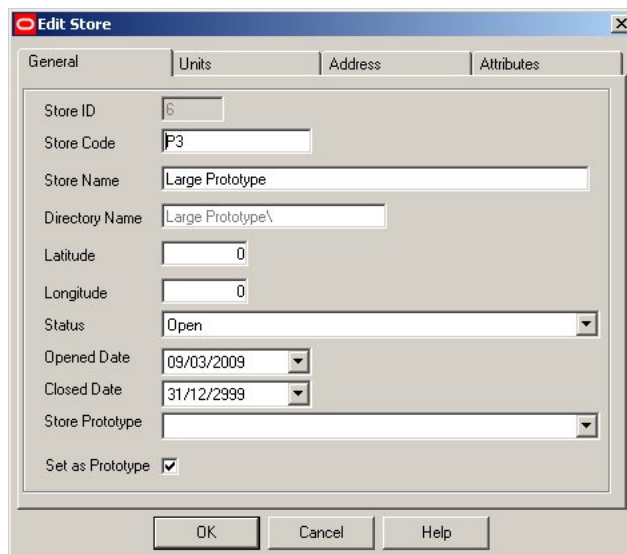 Edit Store
General Units Address Attributes
Store ID 6
Store Code P3
Store Name Large Prototype
Directory Name Large Prototype\
Latitude 0
Longitude 0
Status Open
Opened Date 09/03/2009
Closed Date 31/12/2999
Store Prototype
Set as Prototype
OK Cancel Help